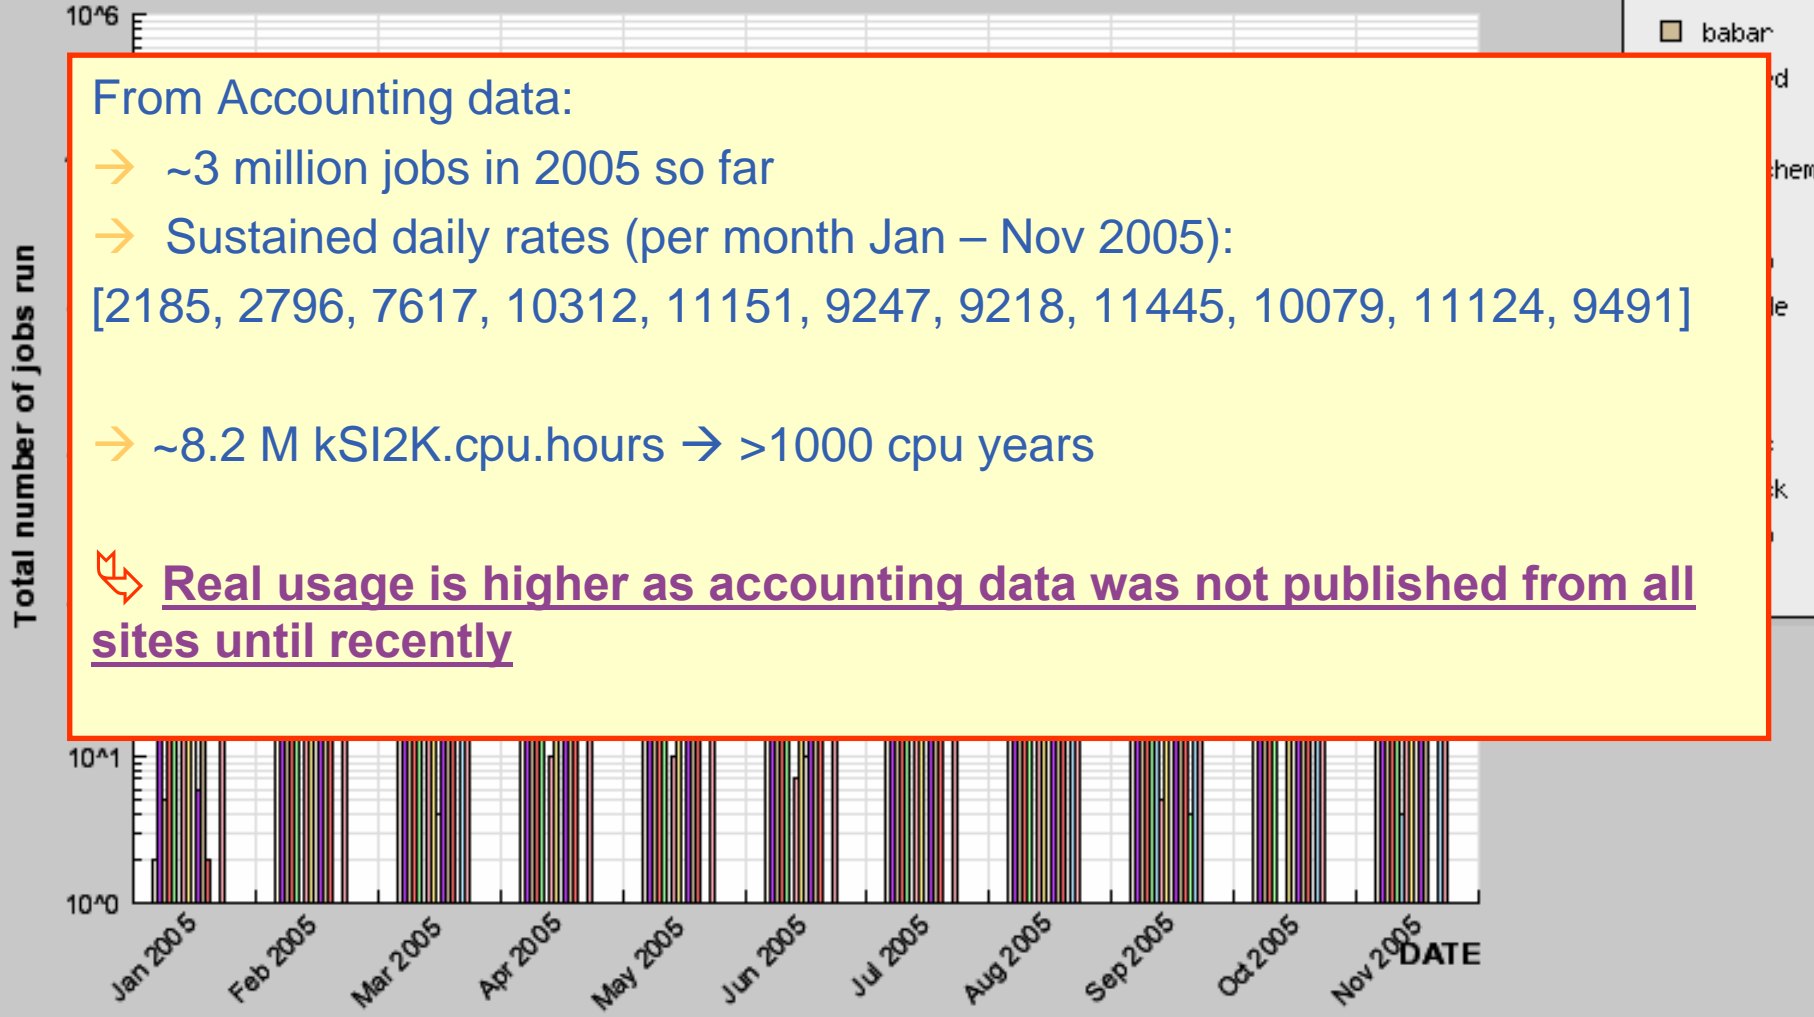 10^6
babar
From Accounting data:
→ ~3 million jobs in 2005 so far
→ Sustained daily rates (per month Jan – Nov 2005):
[2185, 2796, 7617, 10312, 11151, 9247, 9218, 11445, 10079, 11124, 9491]
→ ~8.2 M kSI2K.cpu.hours → >1000 cpu years
Real usage is higher as accounting data was not published from all
sites until recently
Total number of jobs run
10^1
10^0
Jan 2005
Feb 2005
Mar 2005
Apr 2005
May 2005
Jun 2005
Jul 2005
Aug 2005
Sep 2005
Oct 2005
Nov 2005
DATE